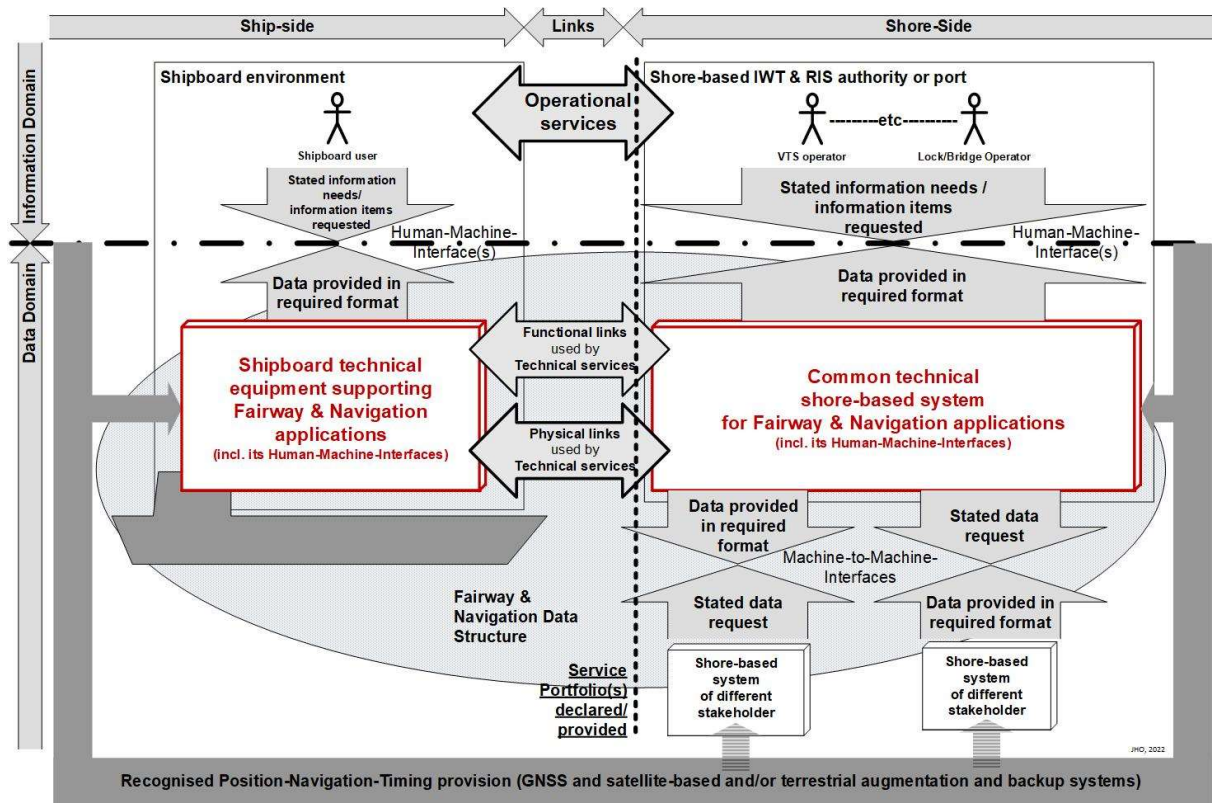 Ship-side
Links
Shore-Side
Information Domain
Data Domain
Shipboard environment
Shore-based IWT & RIS authority or port
Operational
services
Shipboard user
VTS operator
---------etc---------
Lock/Bridge Operator
Stated information
needs/
information items
requested
Stated information needs /
information items
requested
Human-Machine-
Interface(s)
Human-Machine-
Interface(s)
Data provided in
required format
Data provided in
required format
Shipboard technical
equipment supporting
Fairway & Navigation
applications
(incl. its Human-Machine-Interfaces)
Functional links
used by
Technical services
Physical links
used by
Technical services
Common technical
shore-based system
for Fairway & Navigation applications
(incl. its Human-Machine-Interfaces)
Data provided
in required
format
Stated data
request
Machine-to-Machine-
Interfaces
Stated data
request
Data provided in
required format
Fairway &
Navigation Data
Structure
Service
Portfolio(s)
declared/
provided
Shore-based
system
of different
stakeholder
Shore-based
system
of different
stakeholder
JHO, 2022
Recognised Position-Navigation-Timing provision (GNSS and satellite-based and/or terrestrial augmentation and backup systems)